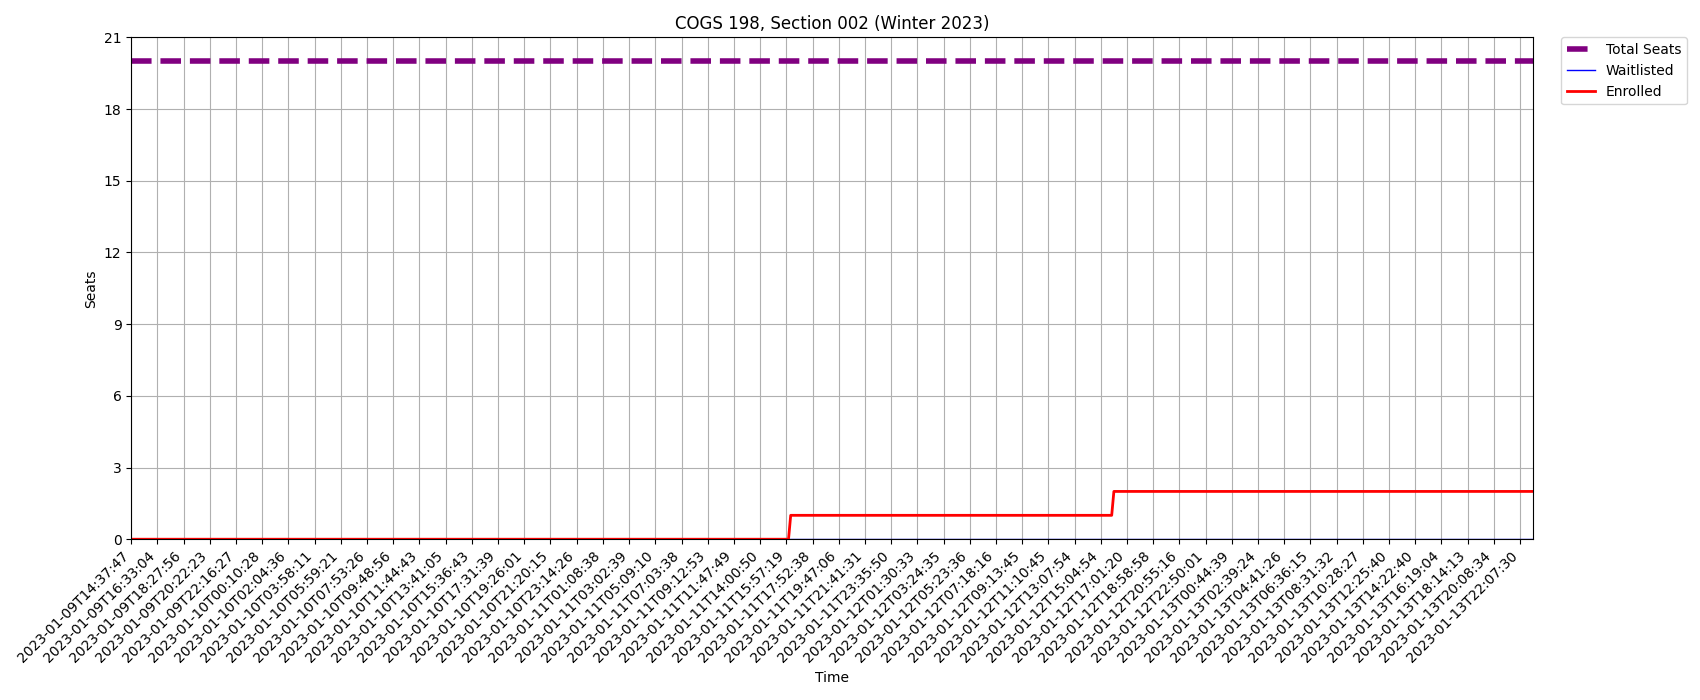 COGS 198, Section 002 (Winter 2023)
Total Seats
Waitlisted
Enrolled
21
18
15
12
9
6
3
0
Seats
2023-01-09T14:37:47
2023-01-09T16:33:04
2023-01-09T18:27:56
2023-01-09T20:22:23
2023-01-09T22:16:27
2023-01-10T00:10:28
2023-01-10T02:04:36
2023-01-10T03:58:11
2023-01-10T05:59:21
2023-01-10T07:53:26
2023-01-10T09:48:56
2023-01-10T11:44:43
2023-01-10T13:41:05
2023-01-10T15:36:43
2023-01-10T17:31:39
2023-01-10T19:26:01
2023-01-10T21:20:15
2023-01-10T23:14:26
2023-01-11T01:08:38
2023-01-11T03:02:39
2023-01-11T05:09:10
2023-01-11T07:03:38
2023-01-11T09:12:53
2023-01-11T11:47:49
2023-01-11T14:00:50
2023-01-11T15:57:19
2023-01-11T17:52:38
2023-01-11T19:47:06
2023-01-11T21:41:31
2023-01-11T23:35:50
2023-01-12T01:30:33
2023-01-12T03:24:35
2023-01-12T05:23:36
2023-01-12T07:18:16
2023-01-12T09:13:45
2023-01-12T11:10:45
2023-01-12T13:07:54
2023-01-12T15:04:54
2023-01-12T17:01:20
2023-01-12T18:58:58
2023-01-12T20:55:16
2023-01-12T22:50:01
2023-01-13T00:44:39
2023-01-13T02:39:24
2023-01-13T04:41:26
2023-01-13T06:36:15
2023-01-13T08:31:32
2023-01-13T10:28:27
2023-01-13T12:25:40
2023-01-13T14:22:40
2023-01-13T16:19:04
2023-01-13T18:14:13
2023-01-13T20:08:34
2023-01-13T22:07:30
Time